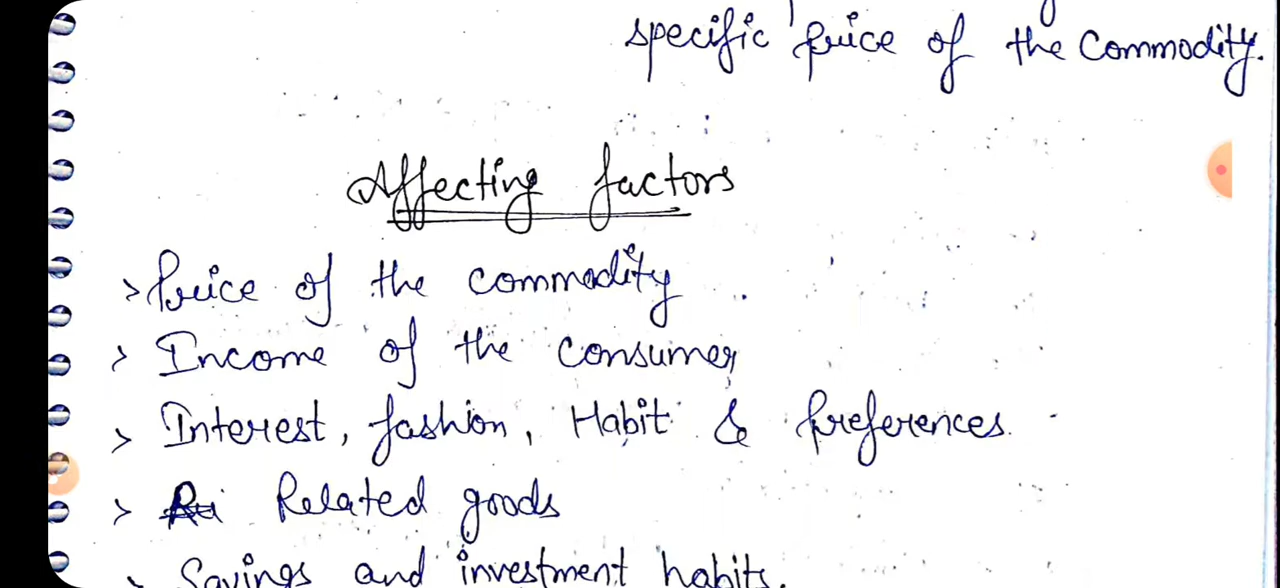 specific price of the Commodity.
Affecting factors
> Price of the commodity
> Income of the consumer
> Interest, fashion, Habit & preferences.
> Related goods
> Savings and investment habits.